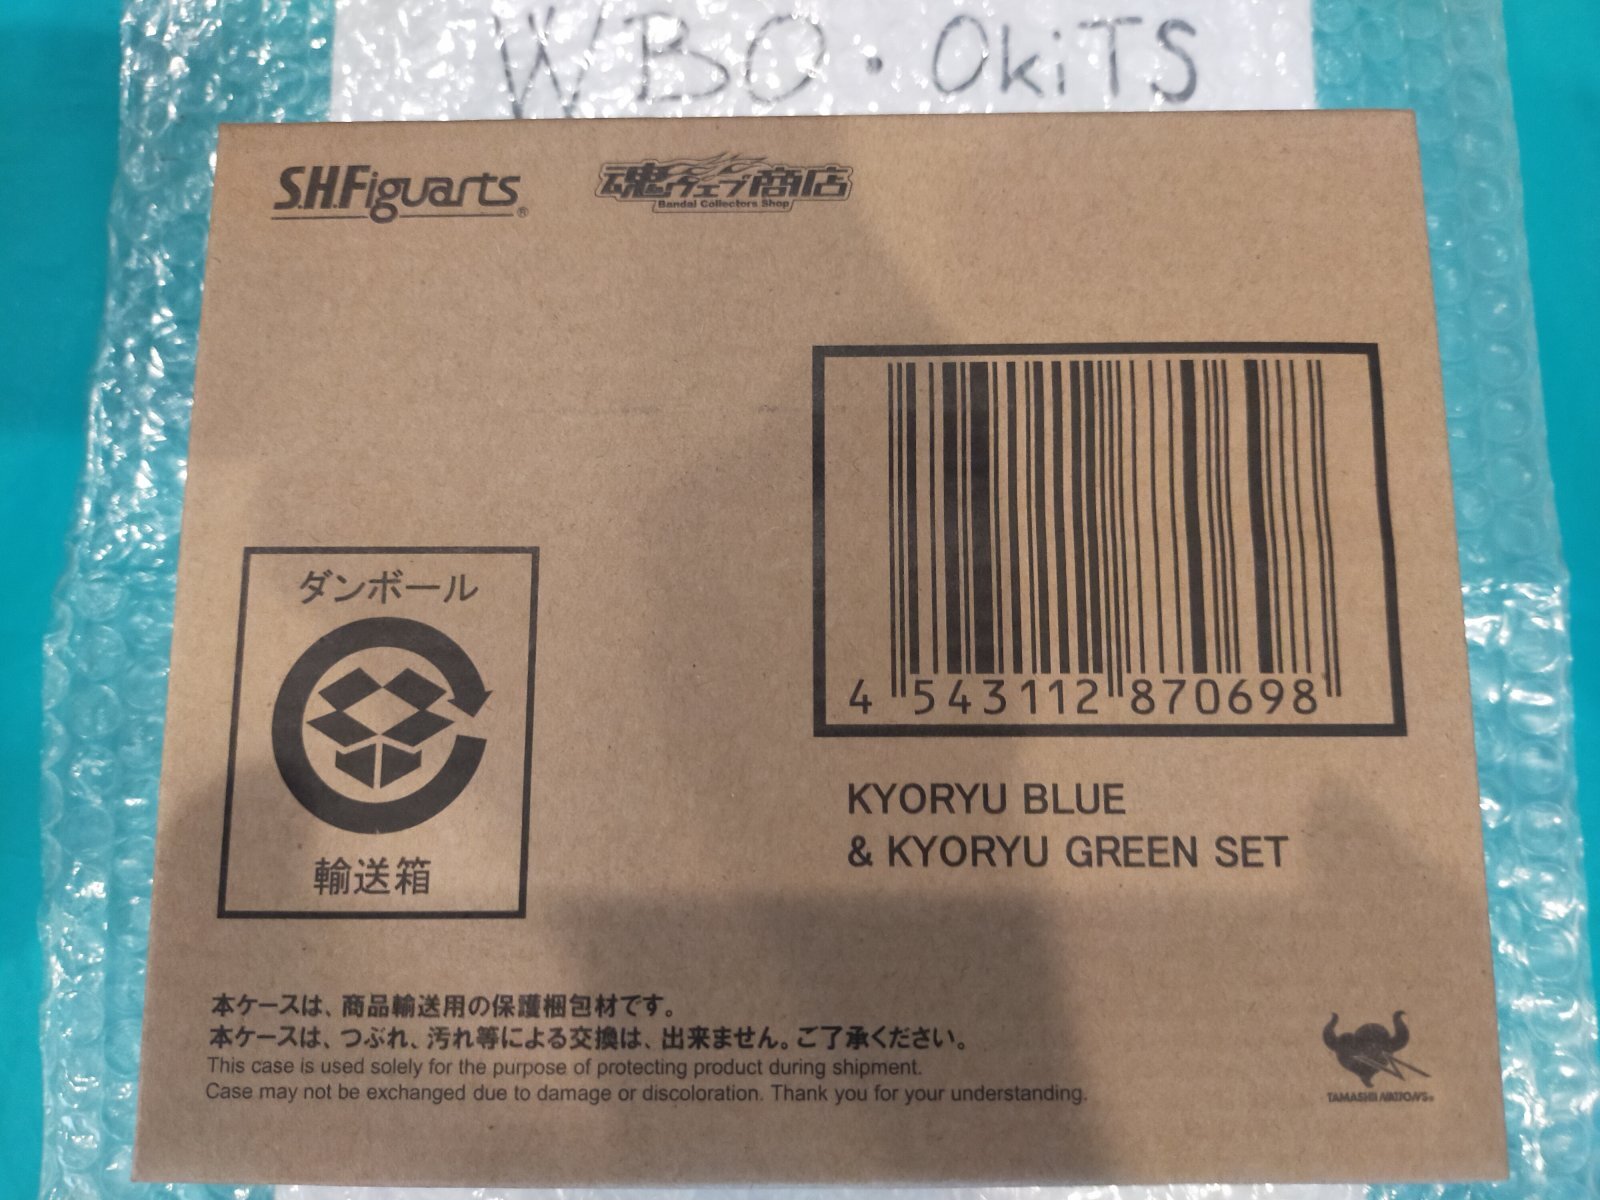 WBO・OkiTS
S.H.Figuarts®
魂ウェブ商店
Bandai Collectors Shop
ダンボール
輸送箱
4 543112 870698
KYORYU BLUE
& KYORYU GREEN SET
本ケースは、商品輸送用の保護梱包材です。
本ケースは、つぶれ、汚れ等による交換は、出来ません。ご了承ください。
This case is used solely for the purpose of protecting product during shipment.
Case may not be exchanged due to damage or discoloration. Thank you for your understanding.
TAMASHII NATIONS®